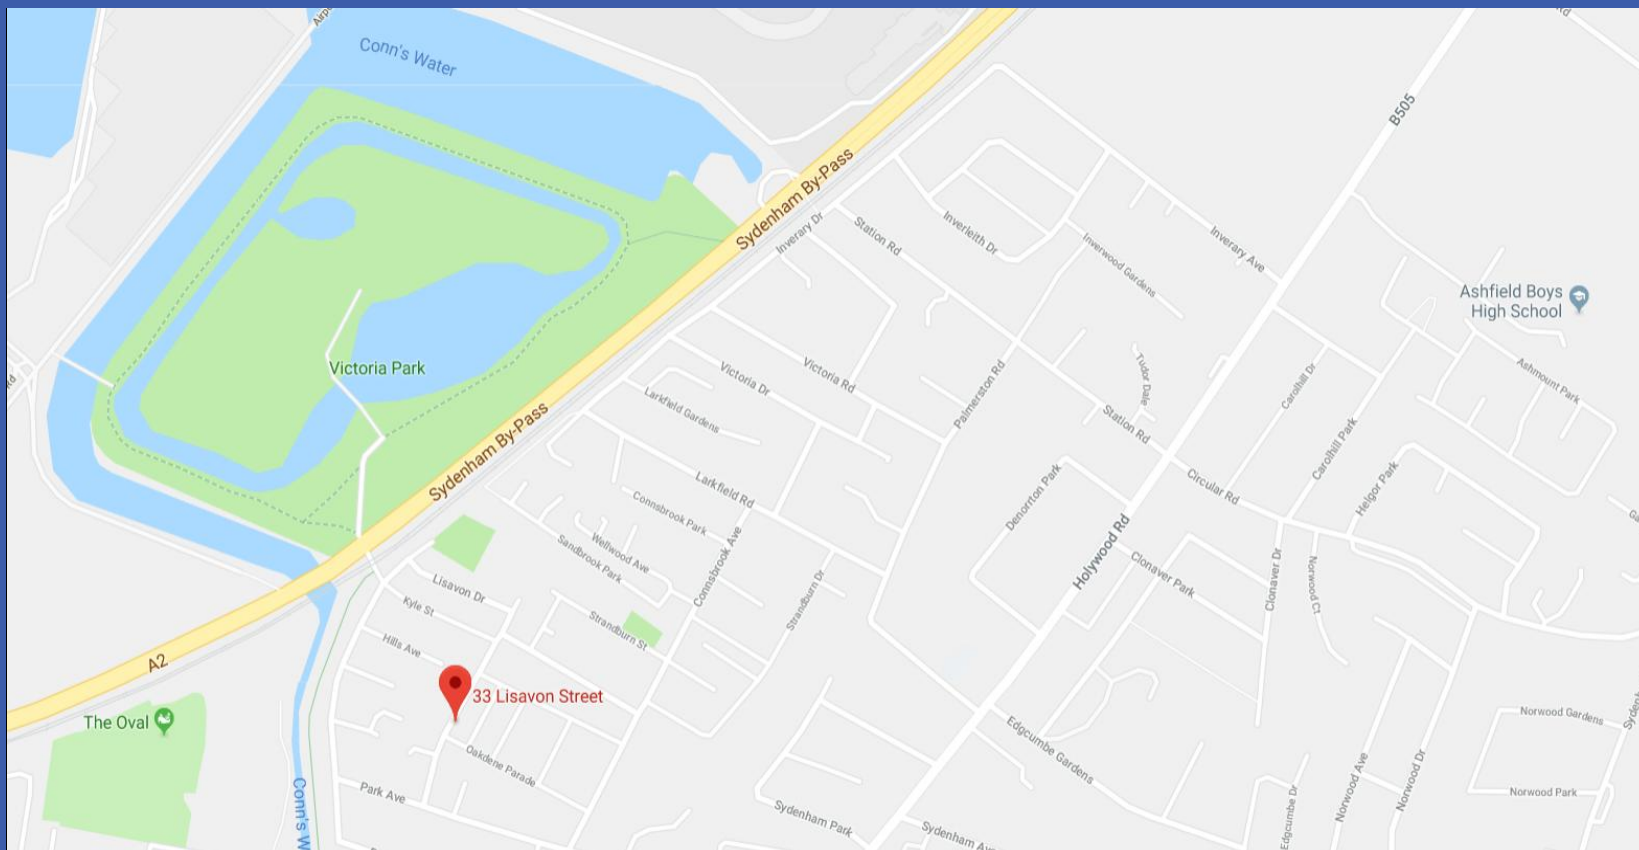 Conn's Water
B505
Sydenham By-Pass
Inverary Dr
Station Rd
Inverleith Dr
Inverwood Gardens
Inverary Ave
Ashfield Boys
High School
Victoria Park
Victoria Dr
Victoria Rd
Palmerston Rd
Tudor Dale
Carolhill Dr
Ashmount Park
Larkfield Gardens
Station Rd
Carolhill Park
Sydenham By-Pass
Larkfield Rd
Connsbrook Park
Denorrton Park
Circular Rd
Helgor Park
Wellwood Ave
Sandbrook Park
Connsbrook Ave
Holywood Rd
Clonaver Park
Clonaver Dr
Norwood Ct
Lisavon Dr
Kyle St
Strandburn St
Strandburn Dr
Hills Ave
A2
33 Lisavon Street
The Oval
Oakdene Parade
Edgcumbe Gardens
Norwood Gardens
Park Ave
Conn's W
Sydenham Park
Sydenham Av
Edgcumbe Dr
Norwood Ave
Norwood Dr
Norwood Park